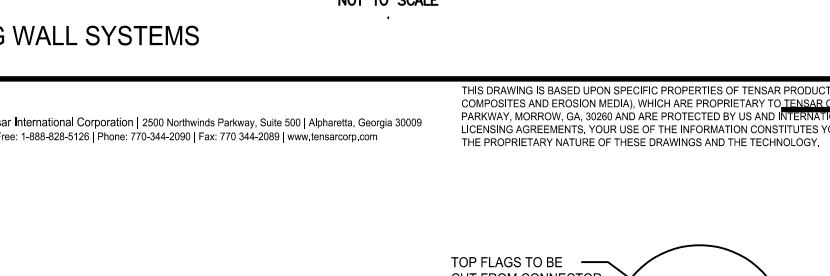 NOT TO SCALE
WALL SYSTEMS
THIS DRAWING IS BASED UPON SPECIFIC PROPERTIES OF TENSAR PRODUCT
COMPOSITES AND EROSION MEDIA), WHICH ARE PROPRIETARY TO TENSAR
PARKWAY, MORROW, GA, 30260 AND ARE PROTECTED BY US AND INTERNATI
LICENSING AGREEMENTS, YOUR USE OF THE INFORMATION CONSTITUTES
THE PROPRIETARY NATURE OF THESE DRAWINGS AND THE TECHNOLOGY.
sar International Corporation | 2500 Northwinds Parkway, Suite 500 | Alpharetta, Georgia 30009
Free: 1-888-828-5126 | Phone: 770-344-2090 | Fax: 770 344-2089 | www.tensarcorp.com
TOP FLAGS TO BE
CUT FROM CONNECTOR